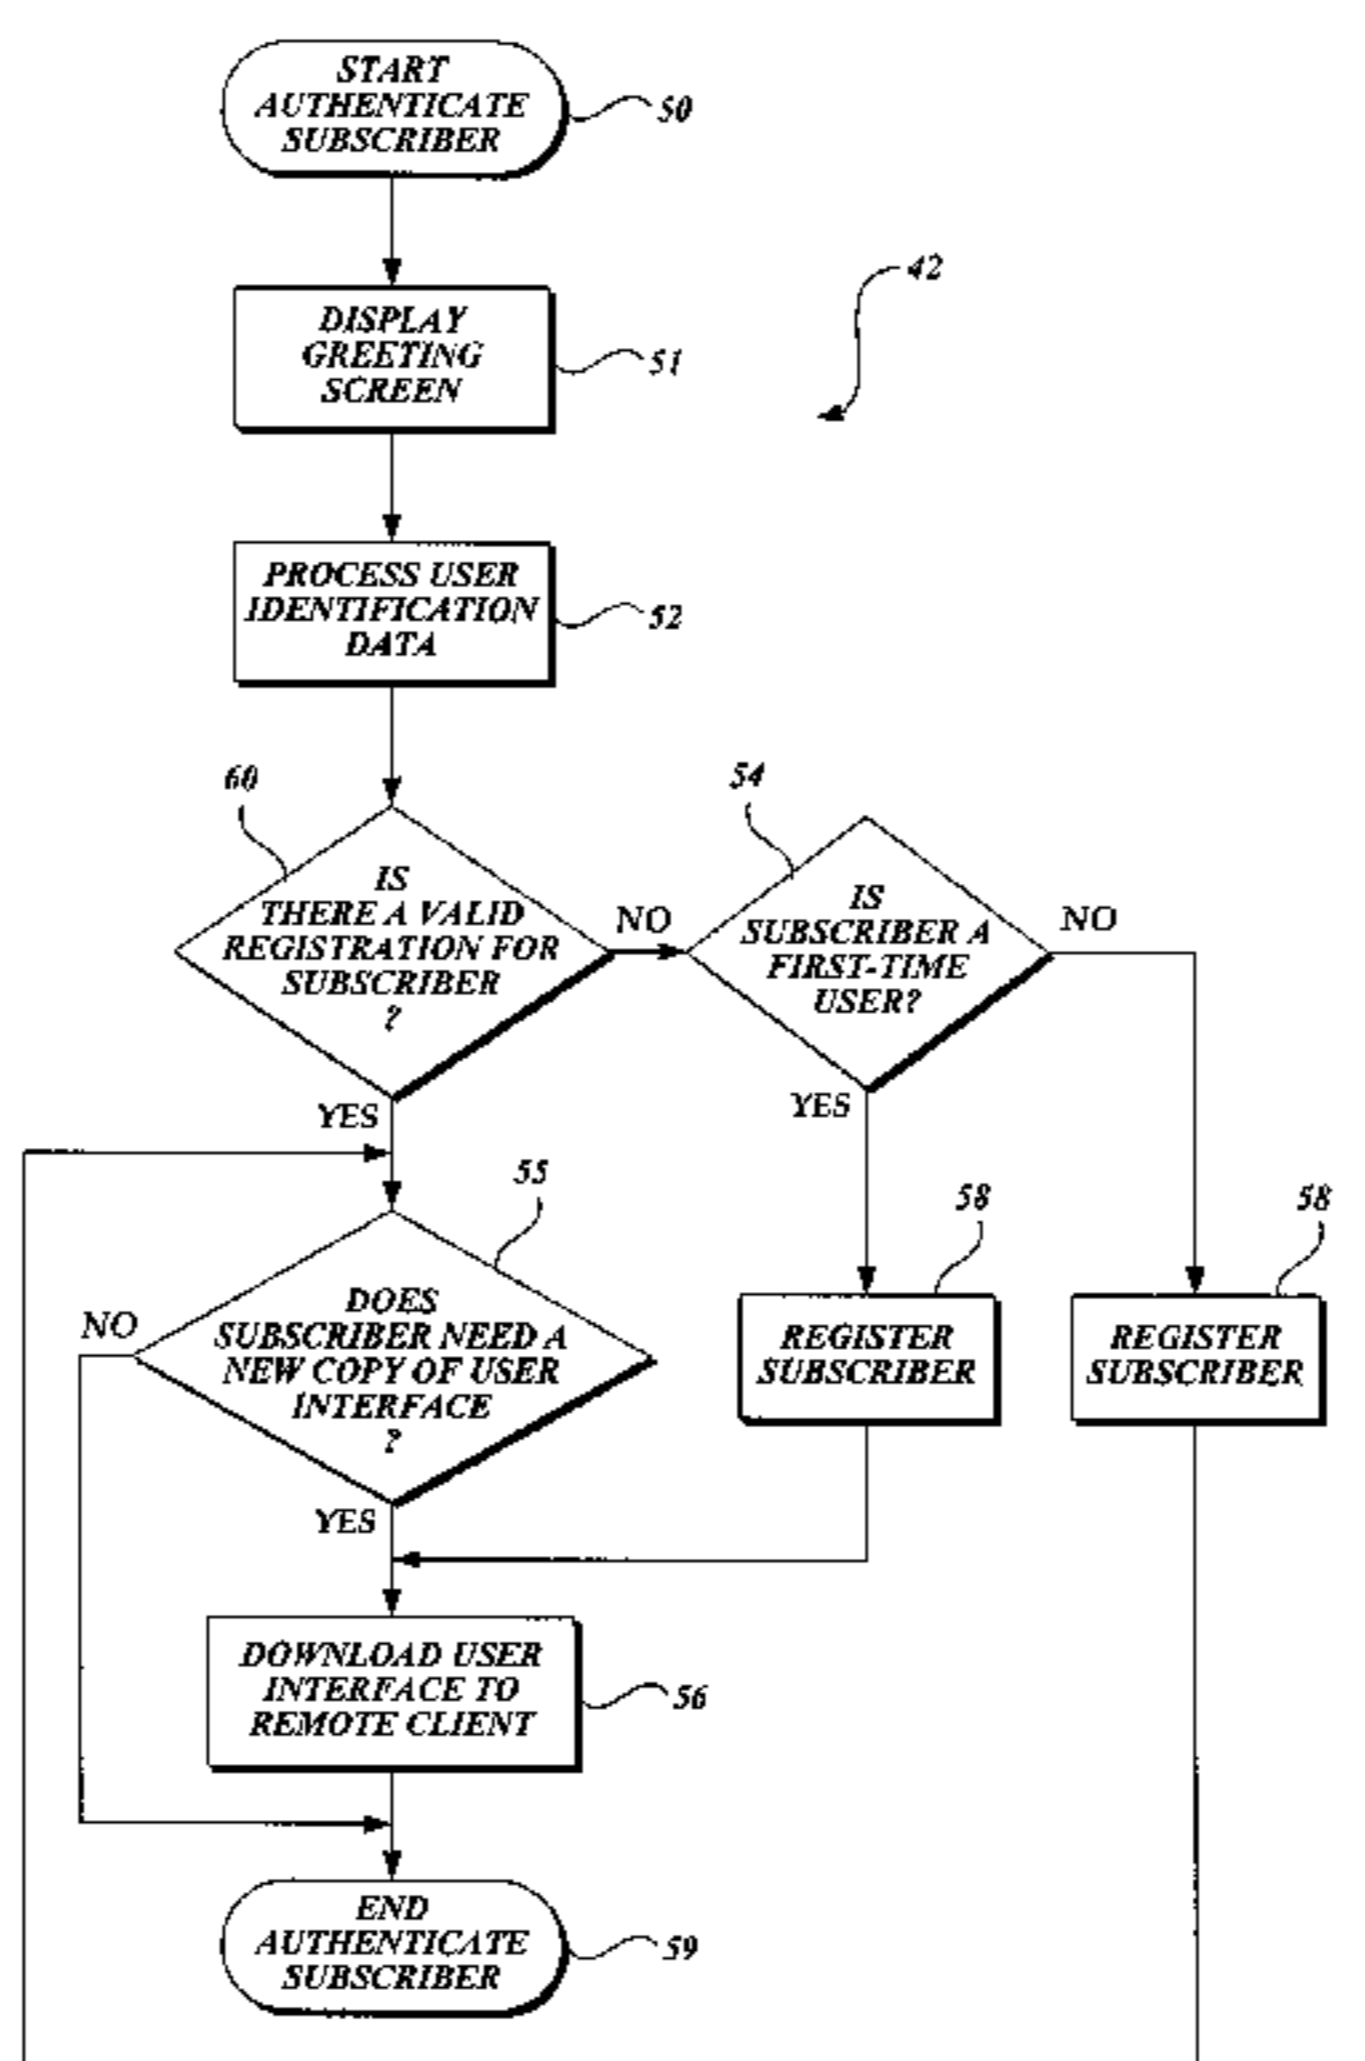 START
AUTHENTICATE
SUBSCRIBER
50
42
DISPLAY
GREETING
SCREEN
51
PROCESS USER
IDENTIFICATION
DATA
52
60
54
IS
THERE A VALID
REGISTRATION FOR
SUBSCRIBER
?
NO
IS
SUBSCRIBER A
FIRST-TIME
USER?
NO
YES
YES
55
58
58
DOES
SUBSCRIBER NEED A
NEW COPY OF USER
INTERFACE
?
NO
REGISTER
SUBSCRIBER
REGISTER
SUBSCRIBER
YES
DOWNLOAD USER
INTERFACE TO
REMOTE CLIENT
56
END
AUTHENTICATE
SUBSCRIBER
59